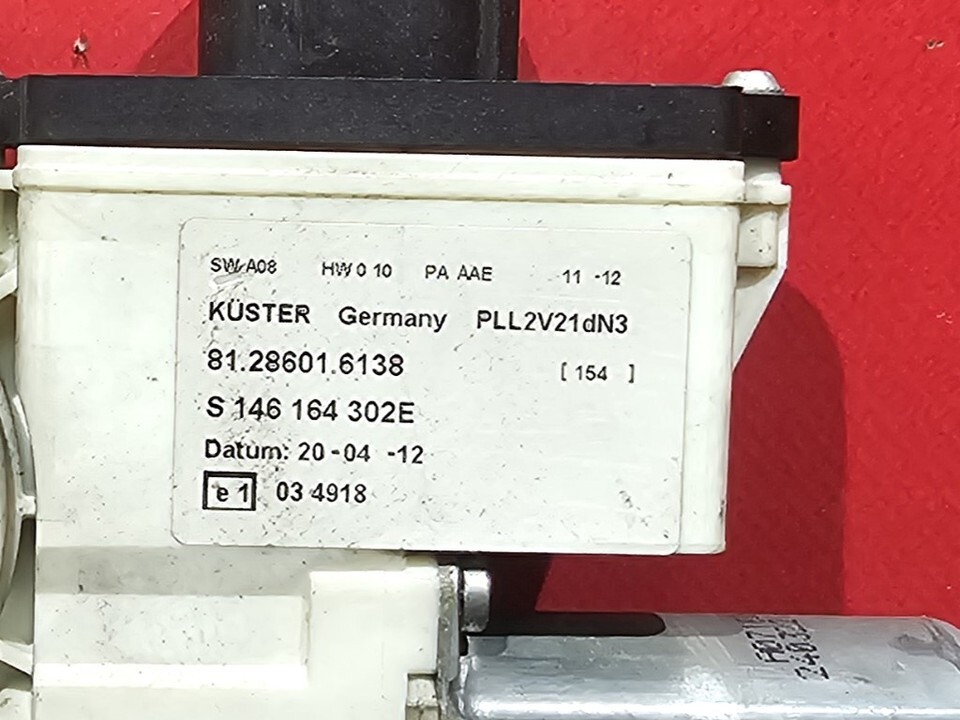 SW A08 HW 0 10 PA AAE 11 -12
KÜSTER Germany PLL2V21dN3
81.28601.6138 [ 154 ]
S 146 164 302E
Datum: 20-04 -12
e 1 03 4918